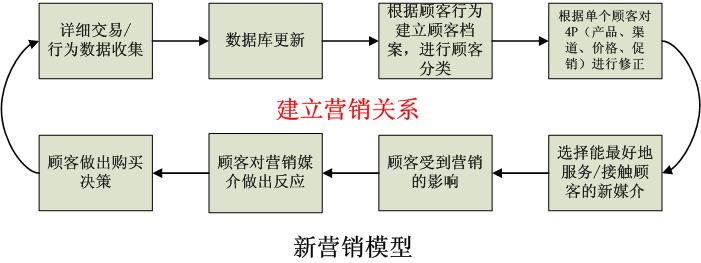 详细交易/
行为数据收集
数据库更新
根据顾客行为
建立顾客档
案，进行顾客
分类
根据单个顾客对
4P（产品、渠
道、价格、促
销）进行修正
建立营销关系
顾客做出购买
决策
顾客对营销媒
介做出反应
顾客受到营销
的影响
选择能最好地
服务/接触顾
客的新媒介
新营销模型